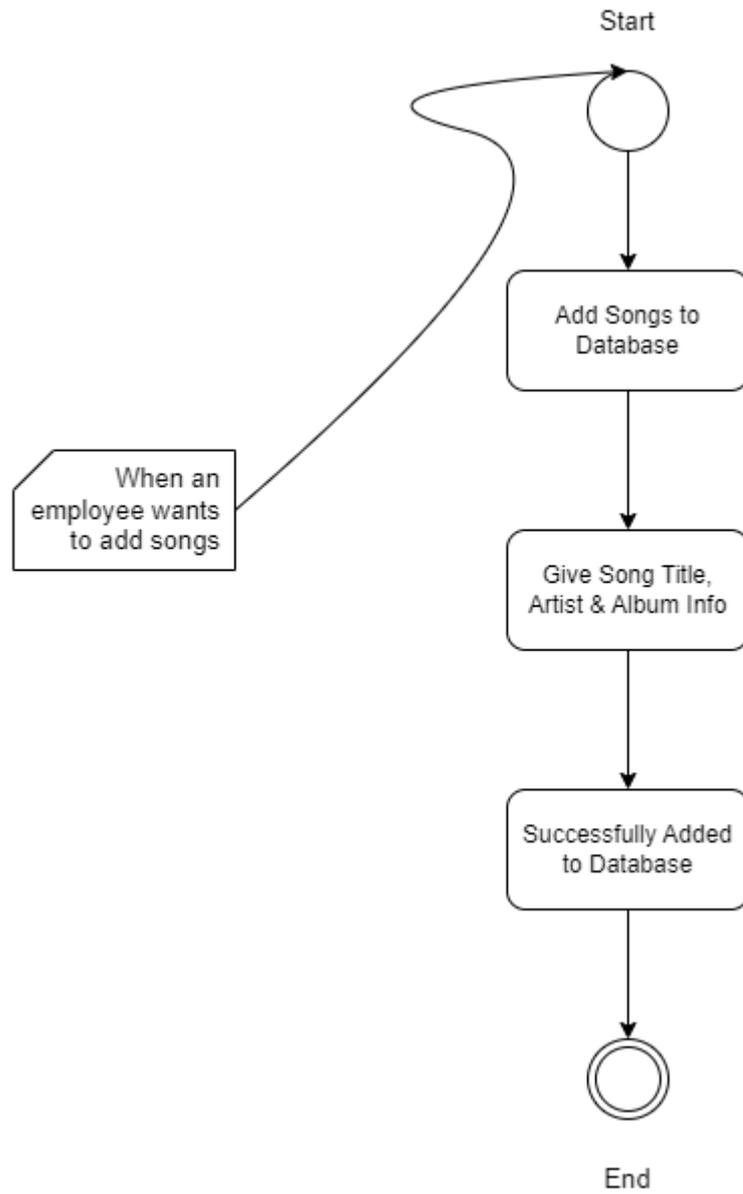 Start
Add Songs to
Database
When an
employee wants
to add songs
Give Song Title,
Artist & Album Info
Successfully Added
to Database
End